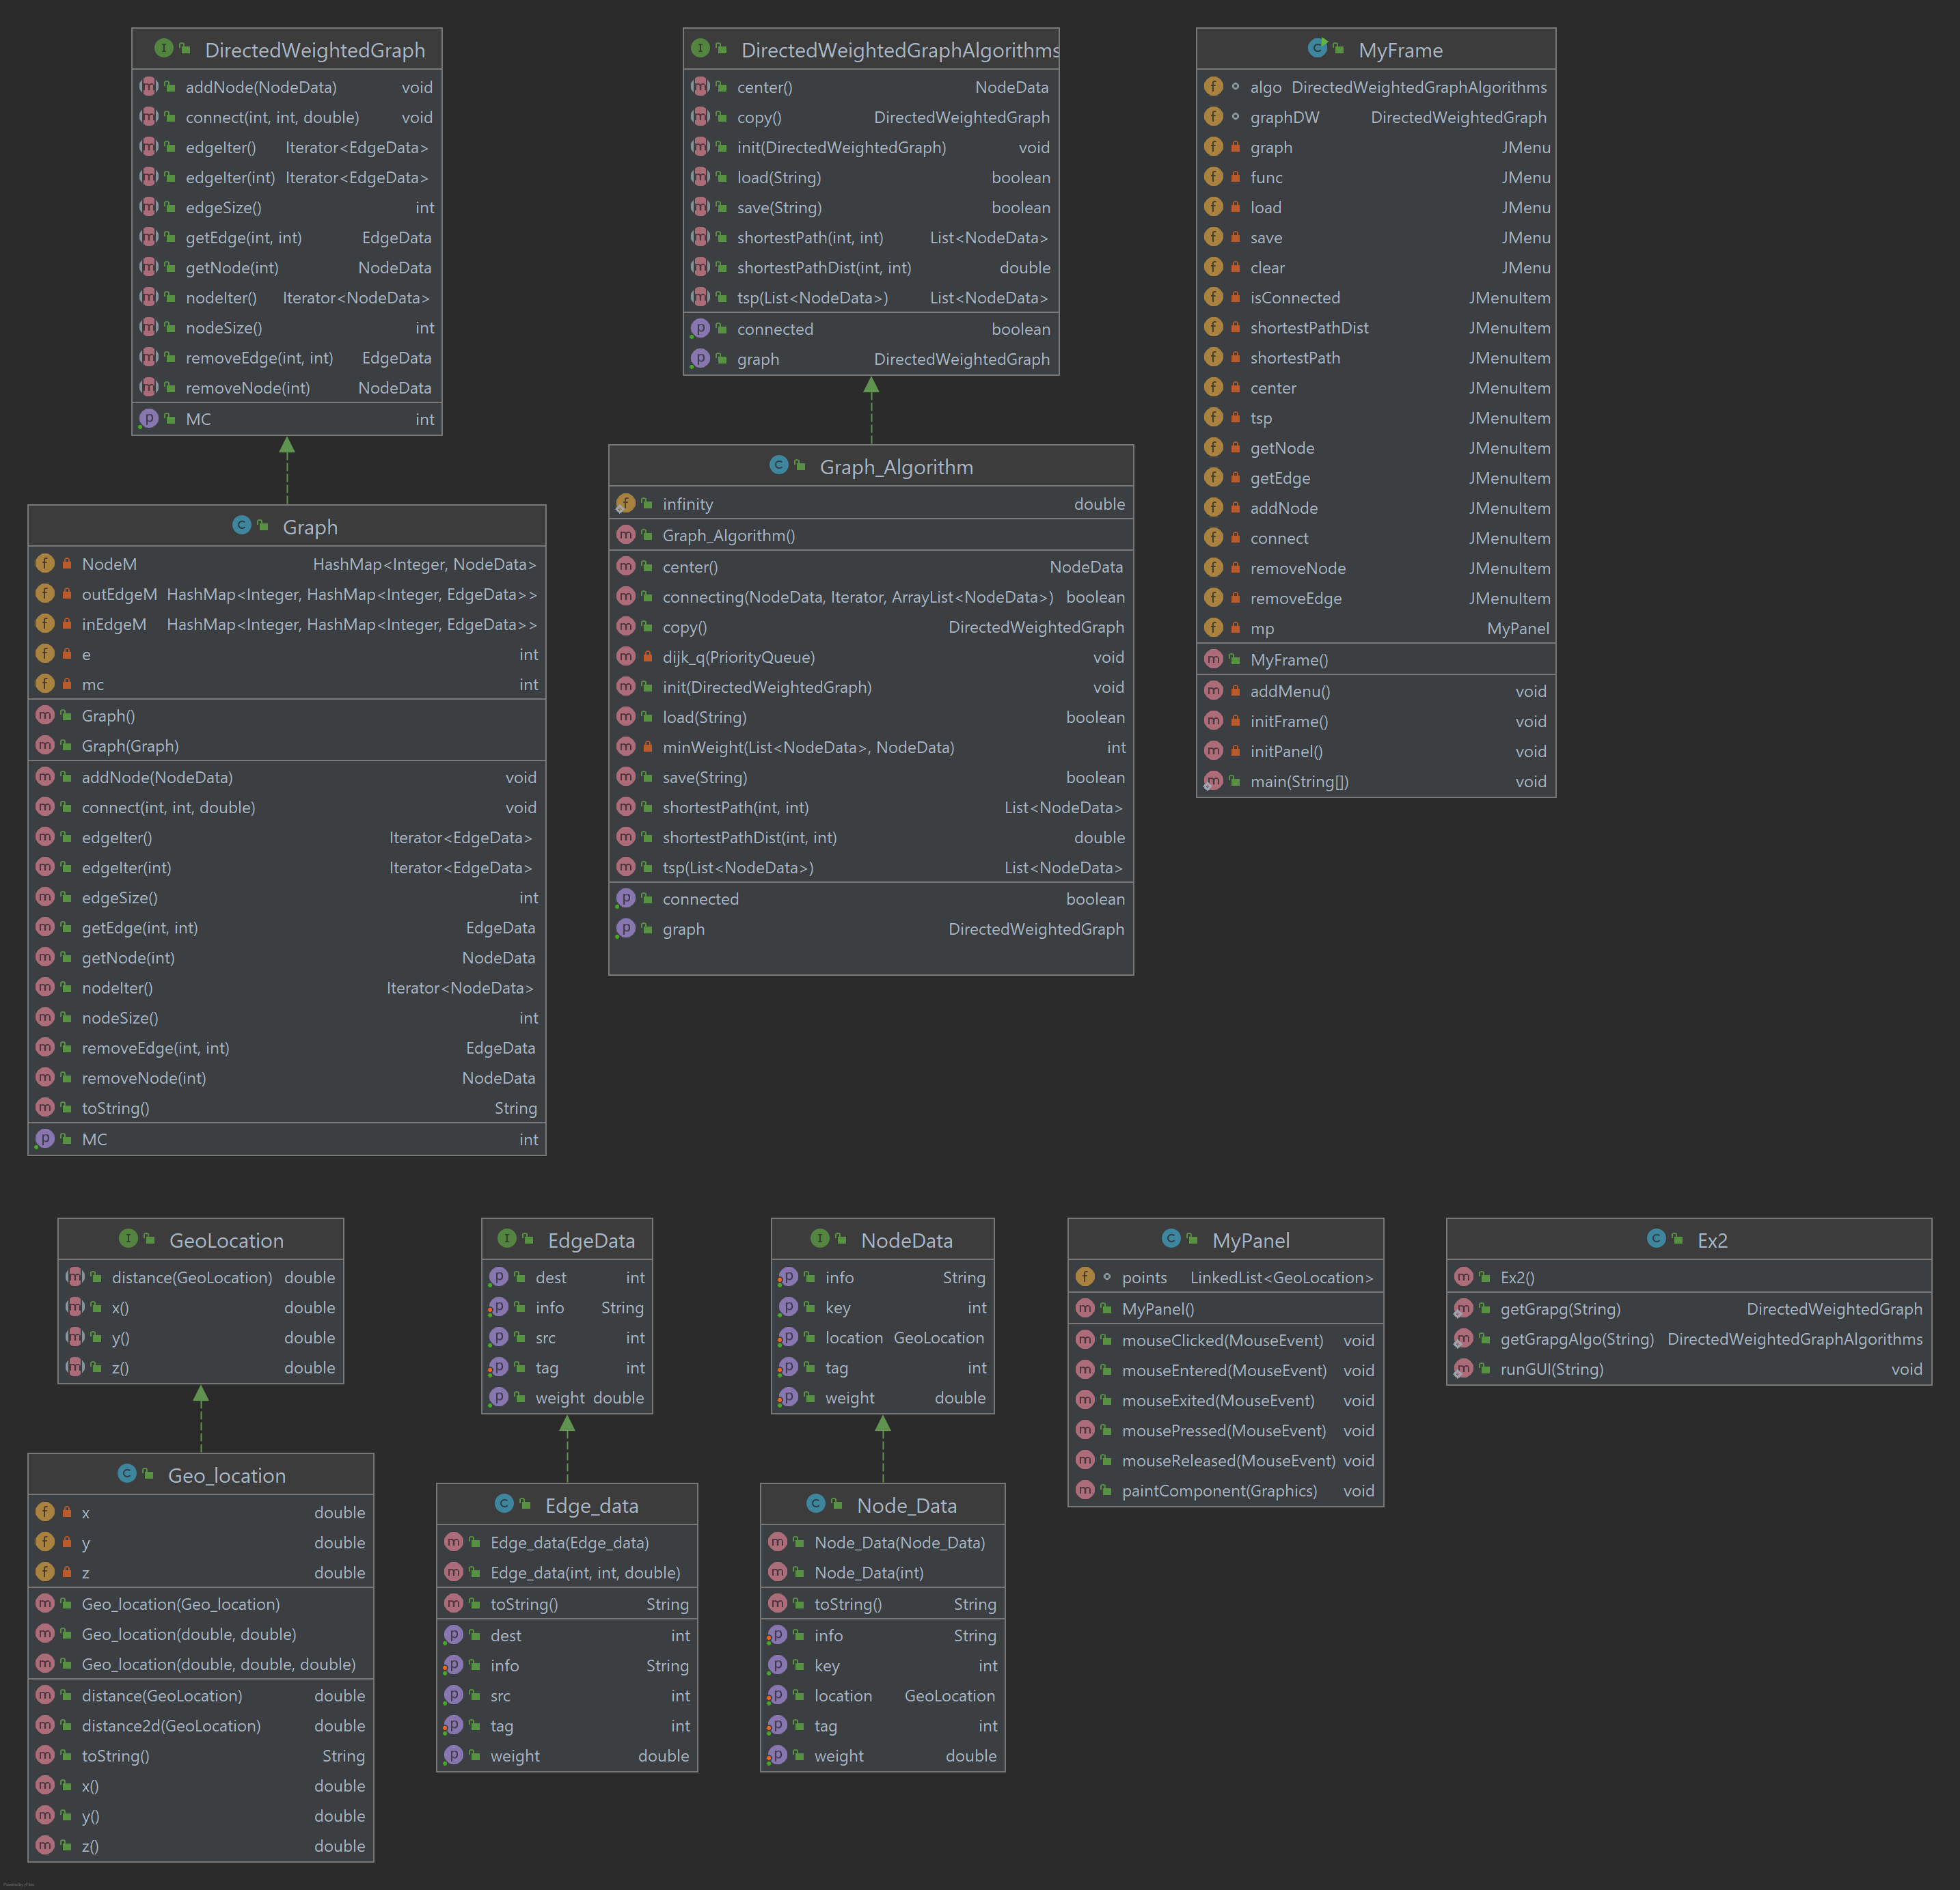 DirectedWeightedGraph
addNode(NodeData) void
connect(int, int, double) void
edgeIter() Iterator<EdgeData>
edgeIter(int) Iterator<EdgeData>
edgeSize() int
getEdge(int, int) EdgeData
getNode(int) NodeData
nodeIter() Iterator<NodeData>
nodeSize() int
removeEdge(int, int) EdgeData
removeNode(int) NodeData
MC int
DirectedWeightedGraphAlgorithms
center() NodeData
copy() DirectedWeightedGraph
init(DirectedWeightedGraph) void
load(String) boolean
save(String) boolean
shortestPath(int, int) List<NodeData>
shortestPathDist(int, int) double
tsp(List<NodeData>) List<NodeData>
connected boolean
graph DirectedWeightedGraph
MyFrame
algo DirectedWeightedGraphAlgorithms
graphDW DirectedWeightedGraph
graph JMenu
func JMenu
load JMenu
save JMenu
clear JMenu
isConnected JMenuItem
shortestPathDist JMenuItem
shortestPath JMenuItem
center JMenuItem
tsp JMenuItem
getNode JMenuItem
getEdge JMenuItem
addNode JMenuItem
connect JMenuItem
removeNode JMenuItem
removeEdge JMenuItem
mp MyPanel
MyFrame()
addMenu() void
initFrame() void
initPanel() void
main(String[]) void
Graph
NodeM HashMap<Integer, NodeData>
outEdgeM HashMap<Integer, HashMap<Integer, EdgeData>>
inEdgeM HashMap<Integer, HashMap<Integer, EdgeData>>
e int
mc int
Graph()
Graph(Graph)
addNode(NodeData) void
connect(int, int, double) void
edgeIter() Iterator<EdgeData>
edgeIter(int) Iterator<EdgeData>
edgeSize() int
getEdge(int, int) EdgeData
getNode(int) NodeData
nodeIter() Iterator<NodeData>
nodeSize() int
removeEdge(int, int) EdgeData
removeNode(int) NodeData
toString() String
MC int
Graph_Algorithm
infinity double
Graph_Algorithm()
center() NodeData
connecting(NodeData, Iterator, ArrayList<NodeData>) boolean
copy() DirectedWeightedGraph
dijk_q(PriorityQueue) void
init(DirectedWeightedGraph) void
load(String) boolean
minWeight(List<NodeData>, NodeData) int
save(String) boolean
shortestPath(int, int) List<NodeData>
shortestPathDist(int, int) double
tsp(List<NodeData>) List<NodeData>
connected boolean
graph DirectedWeightedGraph
GeoLocation
distance(GeoLocation) double
x() double
y() double
z() double
EdgeData
dest int
info String
src int
tag int
weight double
NodeData
info String
key int
location GeoLocation
tag int
weight double
MyPanel
points LinkedList<GeoLocation>
MyPanel()
mouseClicked(MouseEvent) void
mouseEntered(MouseEvent) void
mouseExited(MouseEvent) void
mousePressed(MouseEvent) void
mouseReleased(MouseEvent) void
paintComponent(Graphics) void
Ex2
Ex2()
getGrapg(String) DirectedWeightedGraph
getGrapgAlgo(String) DirectedWeightedGraphAlgorithms
runGUI(String) void
Geo_location
x double
y double
z double
Geo_location(Geo_location)
Geo_location(double, double)
Geo_location(double, double, double)
distance(GeoLocation) double
distance2d(GeoLocation) double
toString() String
x() double
y() double
z() double
Edge_data
Edge_data(Edge_data)
Edge_data(int, int, double)
toString() String
dest int
info String
src int
tag int
weight double
Node_Data
Node_Data(Node_Data)
Node_Data(int)
toString() String
info String
key int
location GeoLocation
tag int
weight double
Powered by yFiles